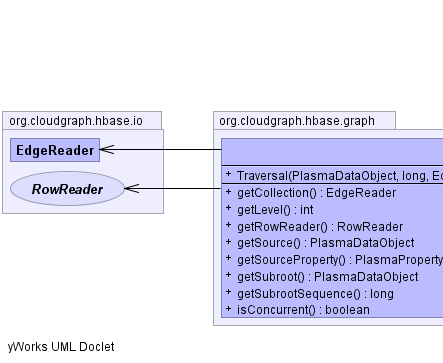 org.cloudgraph.hbase.io
EdgeReader
RowReader
org.cloudgraph.hbase.graph
+ Traversal(PlasmaDataObject, long, Ed
+ getCollection() : EdgeReader
+ getLevel() : int
+ getRowReader() : RowReader
+ getSource() : PlasmaDataObject
+ getSourceProperty() : PlasmaProperty
+ getSubroot() : PlasmaDataObject
+ getSubrootSequence() : long
+ isConcurrent() : boolean
yWorks UML Doclet